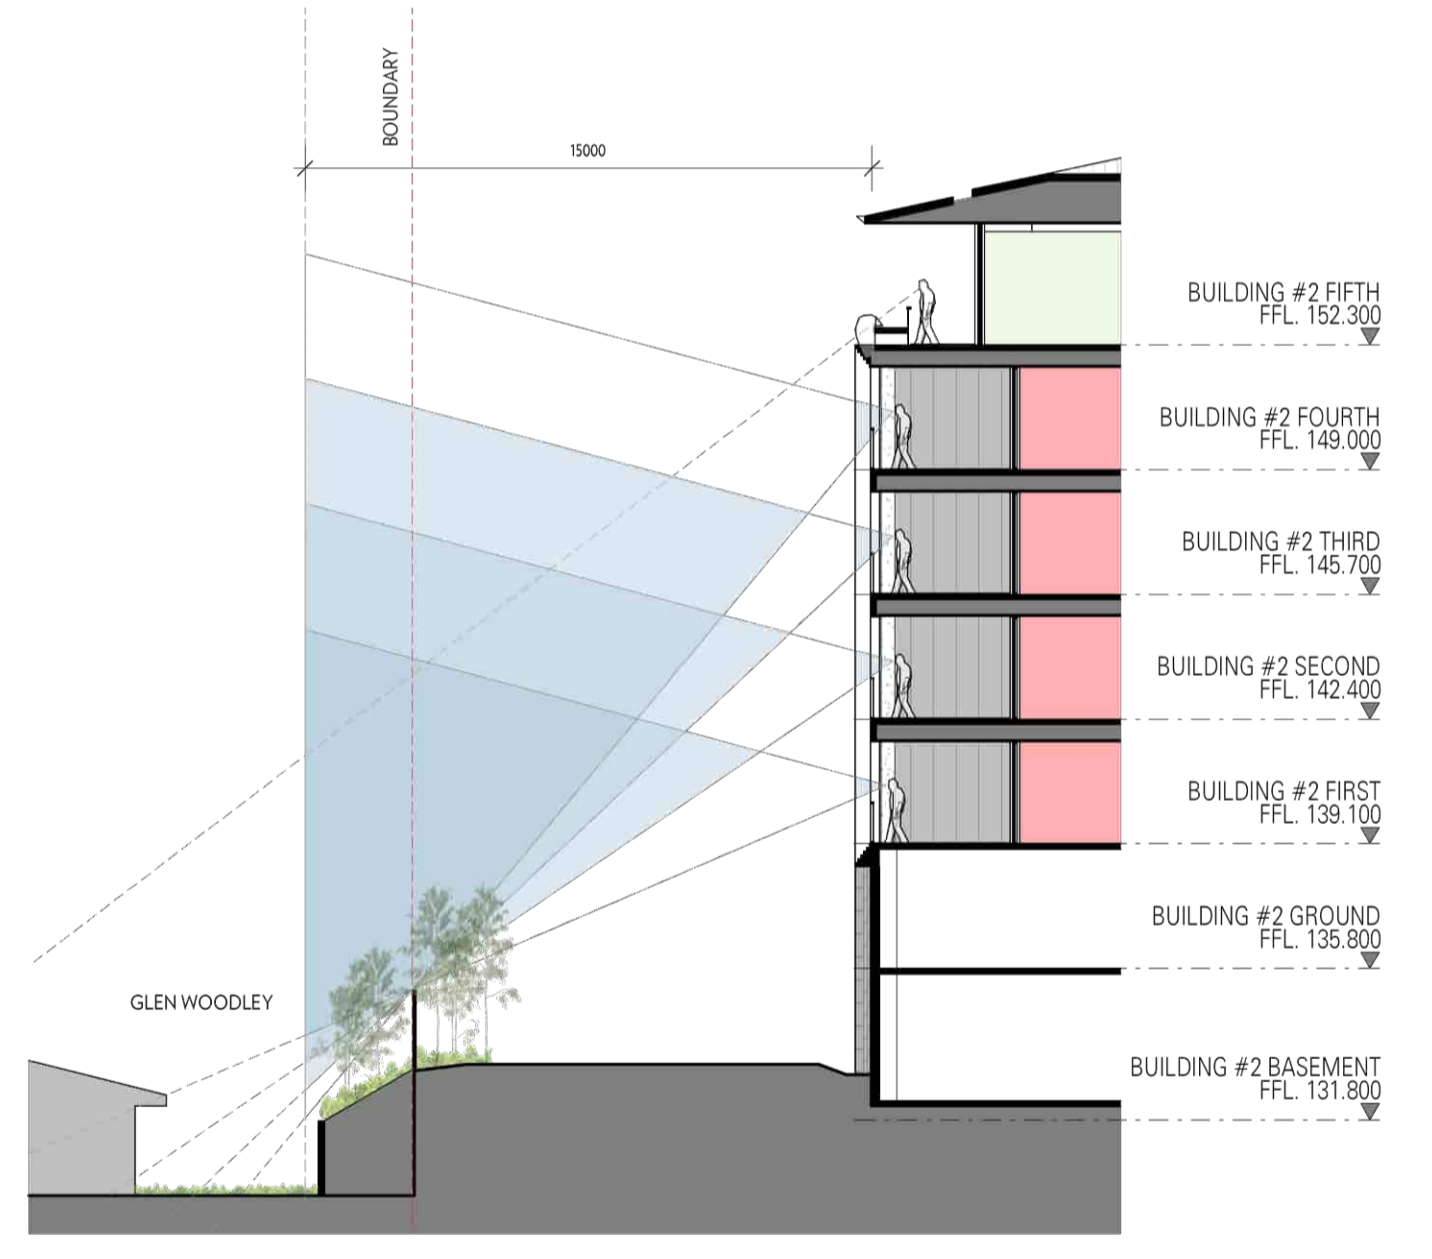 BOUNDARY
15000
BUILDING #2 FIFTH
FFL. 152.300
BUILDING #2 FOURTH
FFL. 149.000
BUILDING #2 THIRD
FFL. 145.700
BUILDING #2 SECOND
FFL. 142.400
BUILDING #2 FIRST
FFL. 139.100
BUILDING #2 GROUND
FFL. 135.800
GLEN WOODLEY
BUILDING #2 BASEMENT
FFL. 131.800